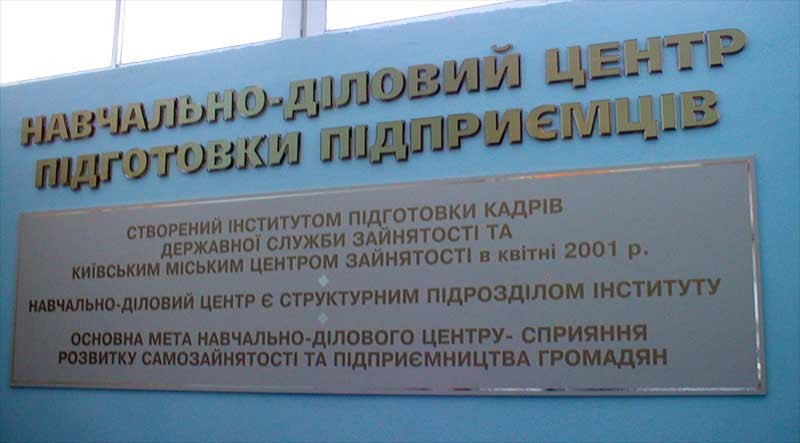 НАВЧАЛЬНО-ДІЛОВИЙ ЦЕНТР
ПІДГОТОВКИ ПІДПРИЄМЦІВ
СТВОРЕНИЙ ІНСТИТУТОМ ПІДГОТОВКИ КАДРІВ
ДЕРЖАВНОЇ СЛУЖБИ ЗАЙНЯТОСТІ ТА
КИЇВСЬКИМ МІСЬКИМ ЦЕНТРОМ ЗАЙНЯТОСТІ в квітні 2001 р.
НАВЧАЛЬНО-ДІЛОВИЙ ЦЕНТР Є СТРУКТУРНИМ ПІДРОЗДІЛОМ ІНСТИТУТУ
ОСНОВНА МЕТА НАВЧАЛЬНО-ДІЛОВОГО ЦЕНТРУ- СПРИЯННЯ
РОЗВИТКУ САМОЗАЙНЯТОСТІ ТА ПІДПРИЄМНИЦТВА ГРОМАДЯН